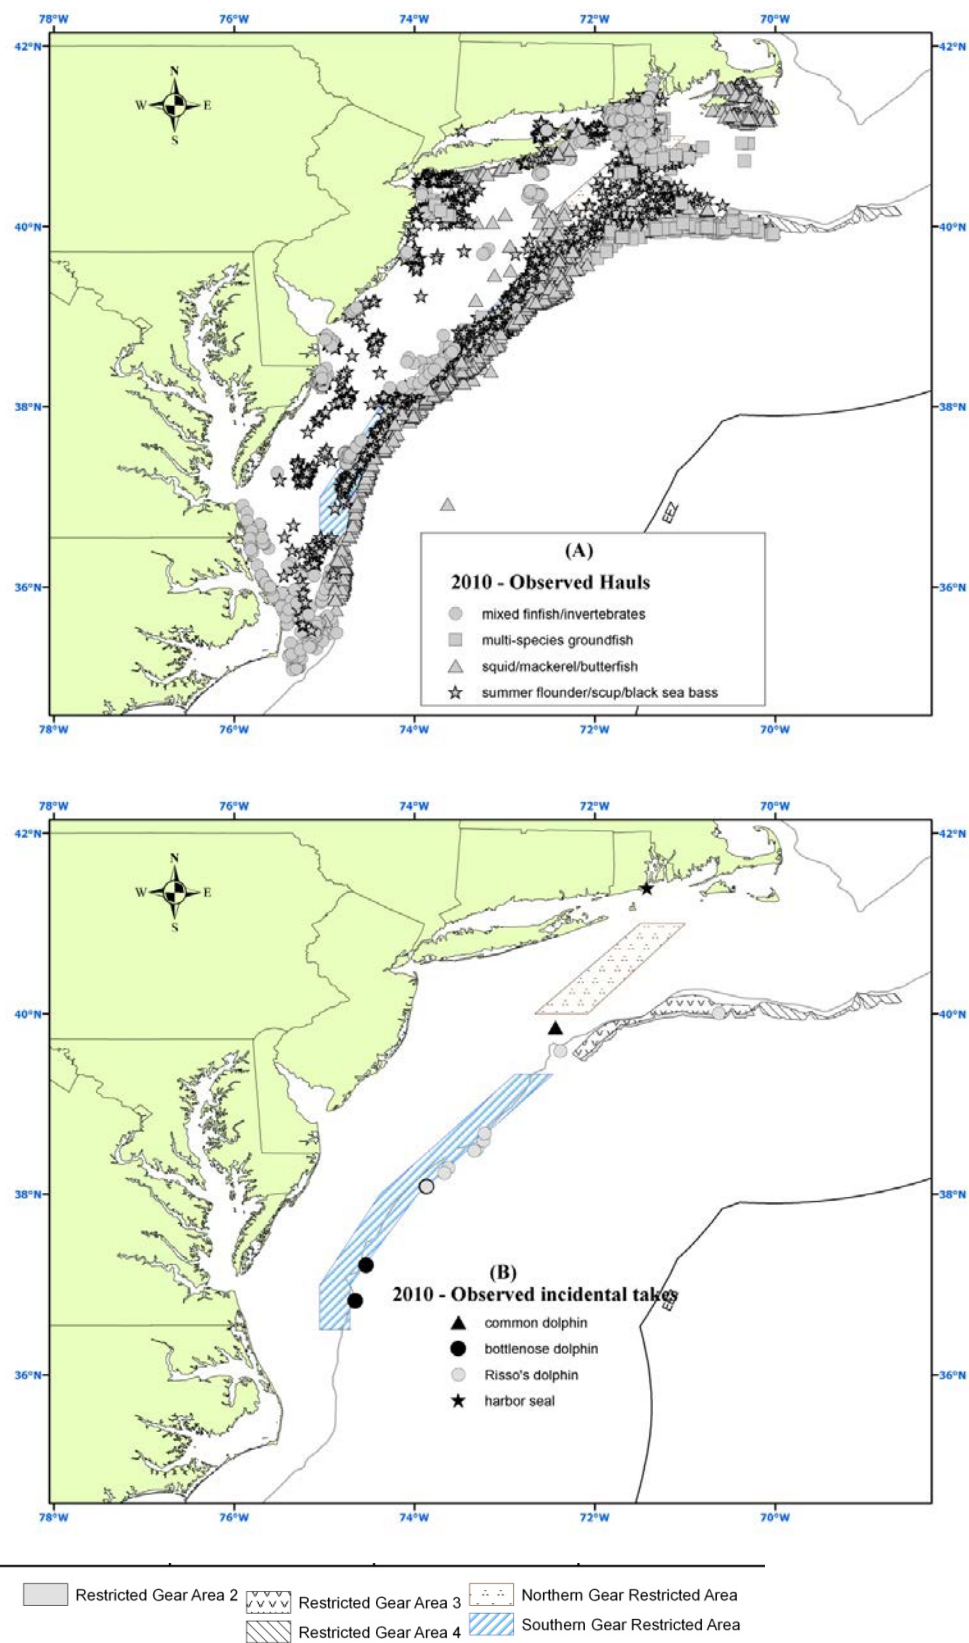 78°W 76°W 74°W 72°W 70°W
42°N 42°N
N
W E
S
40°N 40°N
38°N 38°N
EEZ
(A)
2010 - Observed Hauls
36°N 36°N
mixed finfish/invertebrates
multi-species groundfish
squid/mackerel/butterfish
summer flounder/scup/black sea bass
78°W 76°W 74°W 72°W 70°W
78°W 76°W 74°W 72°W 70°W
42°N 42°N
N
W E
S
40°N 40°N
38°N 38°N
(B)
2010 - Observed incidental takes
common dolphin
bottlenose dolphin
36°N 36°N
Risso's dolphin
harbor seal
78°W 76°W 74°W 72°W 70°W
Restricted Gear Area 2
Restricted Gear Area 3
Northern Gear Restricted Area
Restricted Gear Area 4
Southern Gear Restricted Area